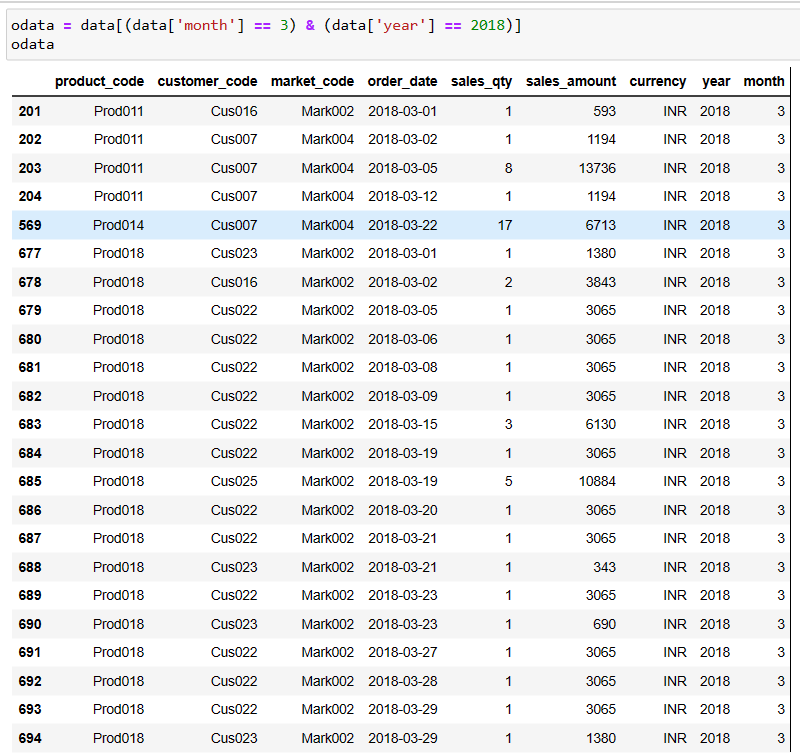 odata = data[(data['month'] == 3) & (data['year'] == 2018)]
odata
product_code customer_code market_code order_date sales_qty sales_amount currency year month
201 Prod011 Cus016 Mark002 2018-03-01 1 593 INR 2018 3
202 Prod011 Cus007 Mark004 2018-03-02 1 1194 INR 2018 3
203 Prod011 Cus007 Mark004 2018-03-05 8 13736 INR 2018 3
204 Prod011 Cus007 Mark004 2018-03-12 1 1194 INR 2018 3
569 Prod014 Cus007 Mark004 2018-03-22 17 6713 INR 2018 3
677 Prod018 Cus023 Mark002 2018-03-01 1 1380 INR 2018 3
678 Prod018 Cus016 Mark002 2018-03-02 2 3843 INR 2018 3
679 Prod018 Cus022 Mark002 2018-03-05 1 3065 INR 2018 3
680 Prod018 Cus022 Mark002 2018-03-06 1 3065 INR 2018 3
681 Prod018 Cus022 Mark002 2018-03-08 1 3065 INR 2018 3
682 Prod018 Cus022 Mark002 2018-03-09 1 3065 INR 2018 3
683 Prod018 Cus022 Mark002 2018-03-15 3 6130 INR 2018 3
684 Prod018 Cus022 Mark002 2018-03-19 1 3065 INR 2018 3
685 Prod018 Cus025 Mark002 2018-03-19 5 10884 INR 2018 3
686 Prod018 Cus022 Mark002 2018-03-20 1 3065 INR 2018 3
687 Prod018 Cus022 Mark002 2018-03-21 1 3065 INR 2018 3
688 Prod018 Cus023 Mark002 2018-03-21 1 343 INR 2018 3
689 Prod018 Cus022 Mark002 2018-03-23 1 3065 INR 2018 3
690 Prod018 Cus023 Mark002 2018-03-23 1 690 INR 2018 3
691 Prod018 Cus022 Mark002 2018-03-27 1 3065 INR 2018 3
692 Prod018 Cus022 Mark002 2018-03-28 1 3065 INR 2018 3
693 Prod018 Cus022 Mark002 2018-03-29 1 3065 INR 2018 3
694 Prod018 Cus023 Mark002 2018-03-29 1 1380 INR 2018 3